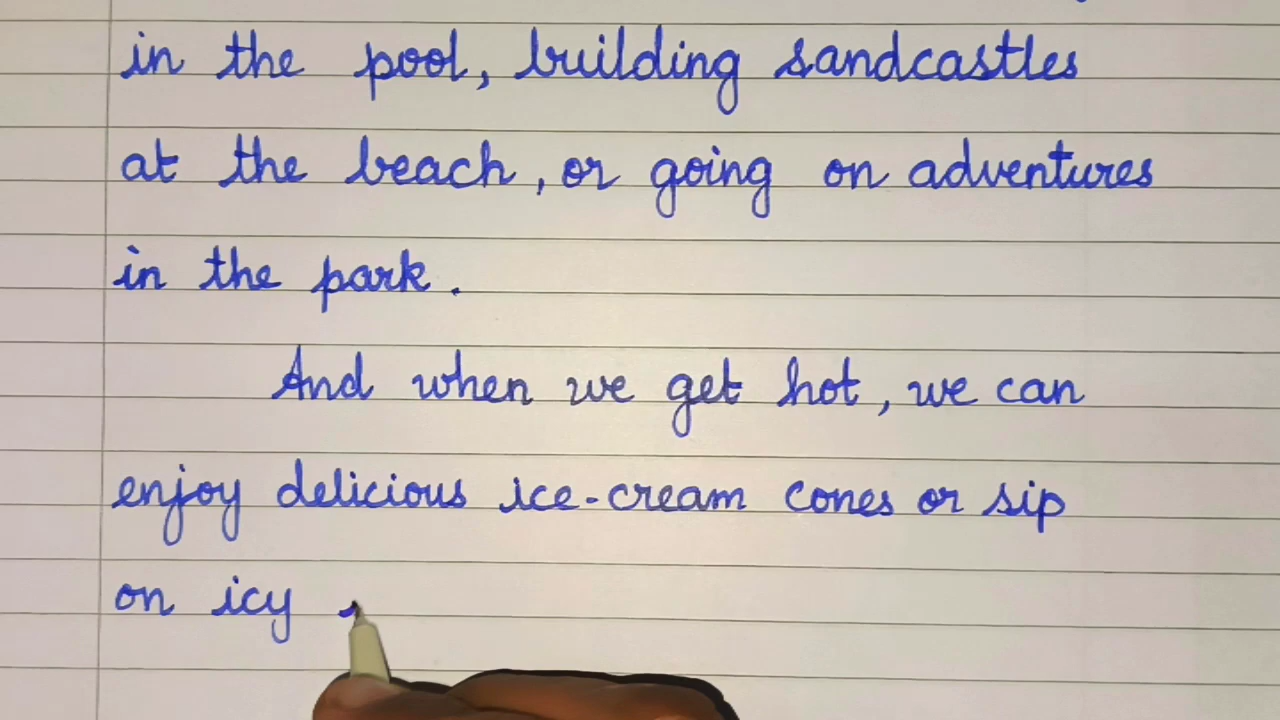 in the pool, building sandcastles
at the beach, or going on adventures
in the park.
And when we get hot, we can
enjoy delicious ice-cream cones or sip
on icy